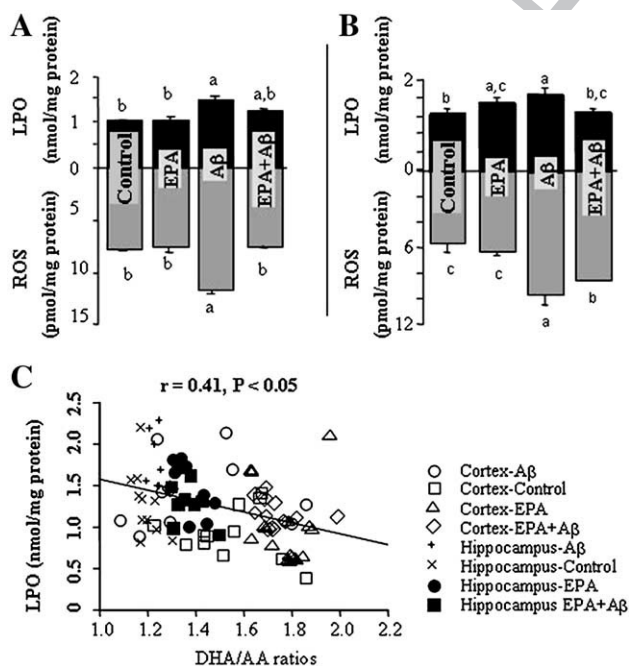 A
B
LPO
(nmol/mg protein)
2
1
0
5
10
15
ROS
(pmol/mg protein)
b
b
a
a,b
Control
EPA
Aβ
EPA+Aβ
b
b
a
b
LPO
(nmol/mg protein)
2
1
0
6
12
ROS
(pmol/mg protein)
b
a,c
a
b,c
Control
EPA
Aβ
EPA+Aβ
c
c
a
b
C
r = 0.41, P < 0.05
LPO (nmol/mg protein)
2.5
2.0
1.5
1.0
0.5
0.0
1.0 1.2 1.4 1.6 1.8 2.0 2.2
DHA/AA ratios
Cortex-Aβ
Cortex-Control
Cortex-EPA
Cortex-EPA+Aβ
Hippocampus-Aβ
Hippocampus-Control
Hippocampus-EPA
Hippocampus EPA+Aβ